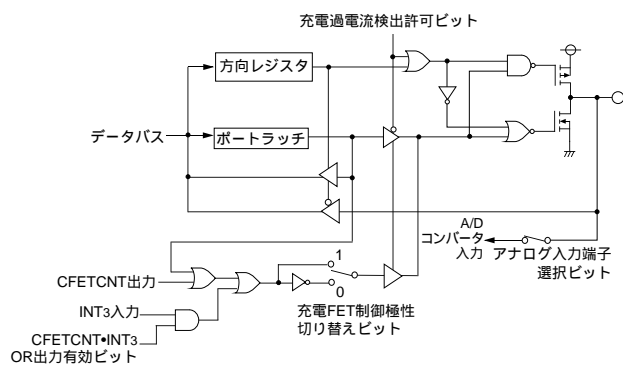 充電過電流検出許可ビット
方向レジスタ
データバス
ポートラッチ
A/D
コンバータ
入力
アナログ入力端子
選択ビット
1
0
CFETCNT出力
INT3入力
CFETCNT•INT3
OR出力有効ビット
充電FET制御極性
切り替えビット